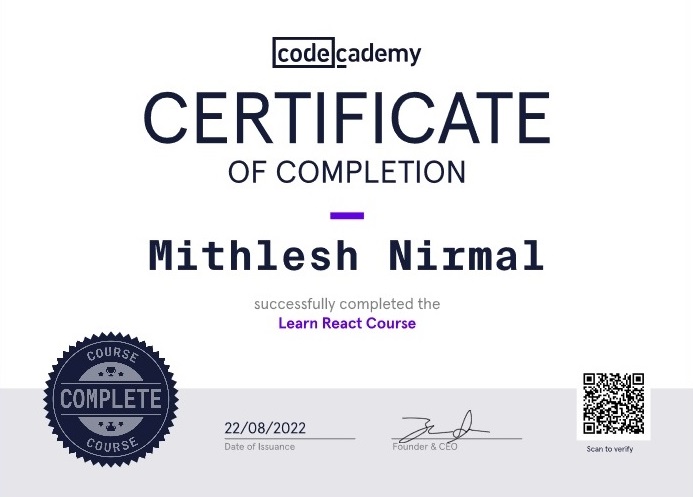 codecademy
CERTIFICATE
OF COMPLETION
Mithlesh Nirmal
successfully completed the
Learn React Course
COURSE
COMPLETE
COURSE
22/08/2022
Date of Issuance
Founder & CEO
Scan to verify